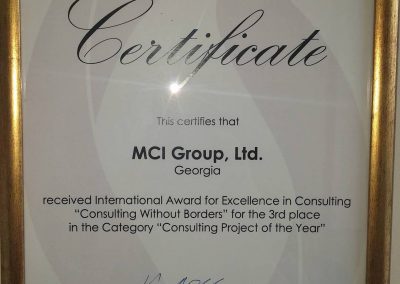 Certificate
This certifies that
MCI Group, Ltd.
Georgia
received International Award for Excellence in Consulting
“Consulting Without Borders” for the 3rd place
in the Category “Consulting Project of the Year”